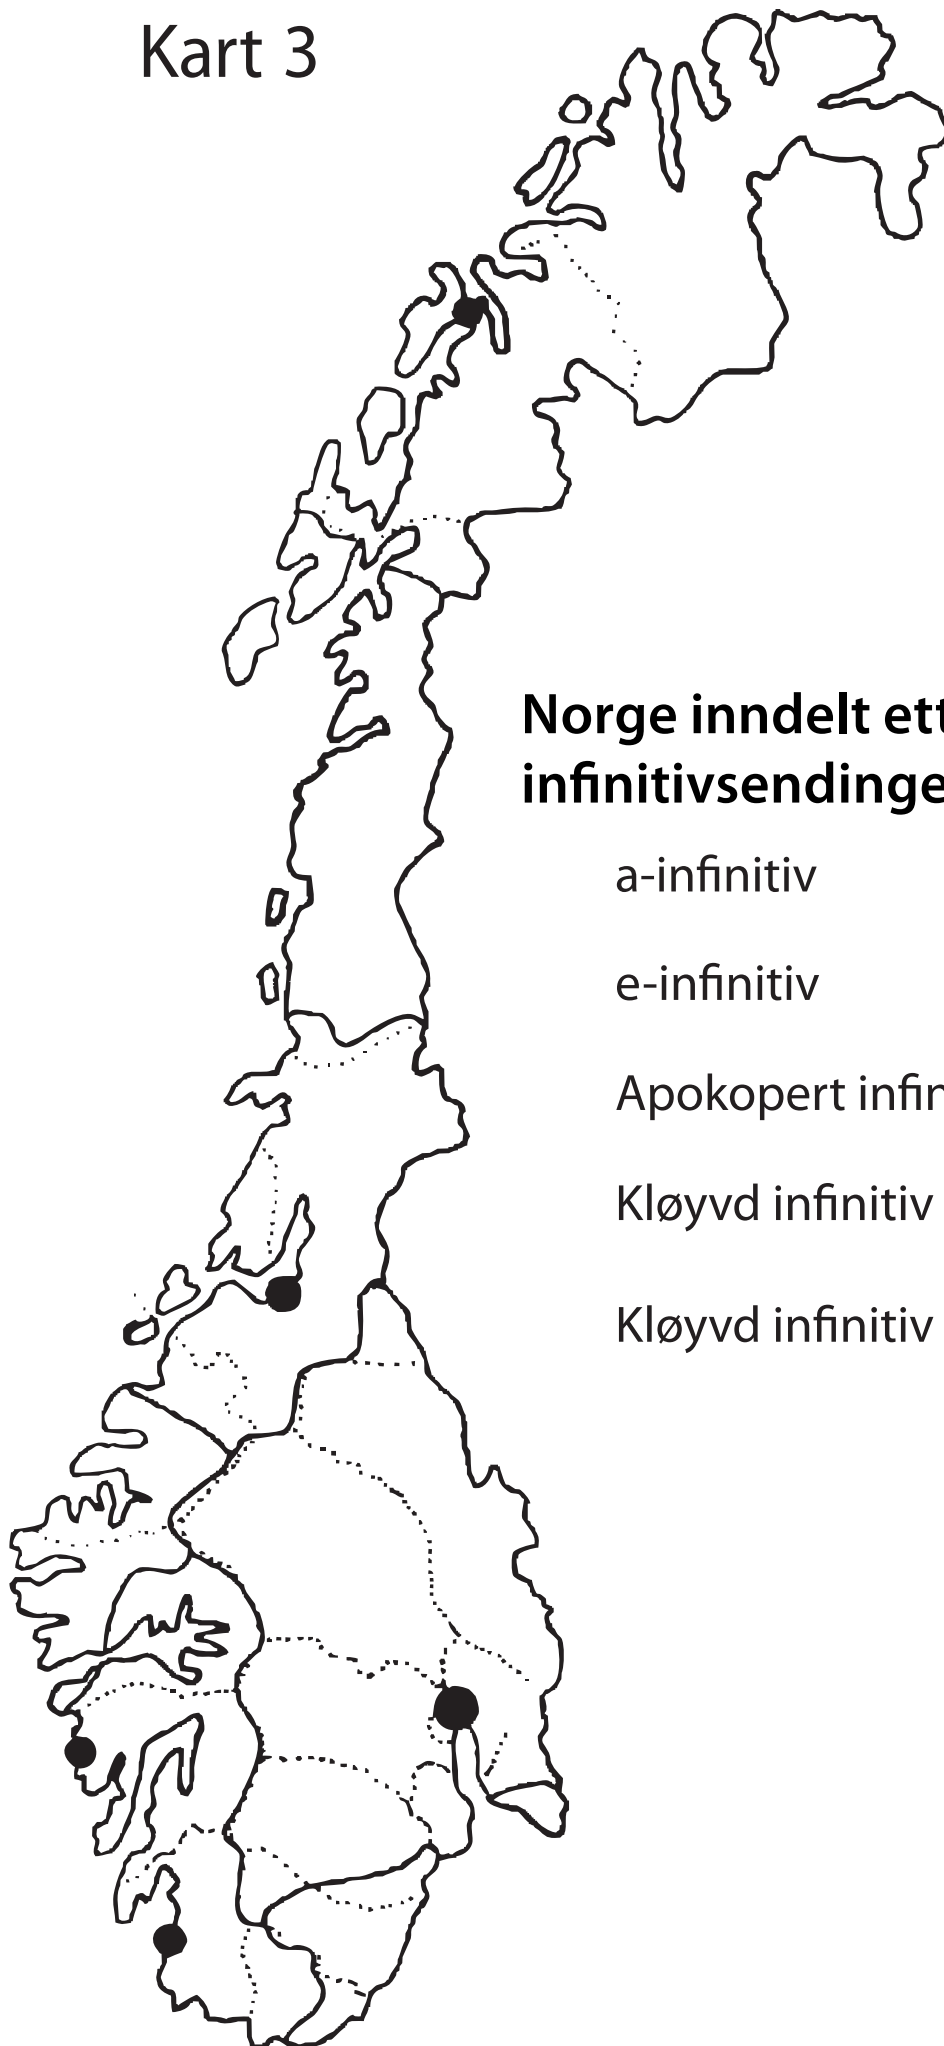 Kart 3
Norge inndelt ett
infinitivsendinge
a-infinitiv
e-infinitiv
Apokopert infin
Kløyvd infinitiv
Kløyvd infinitiv